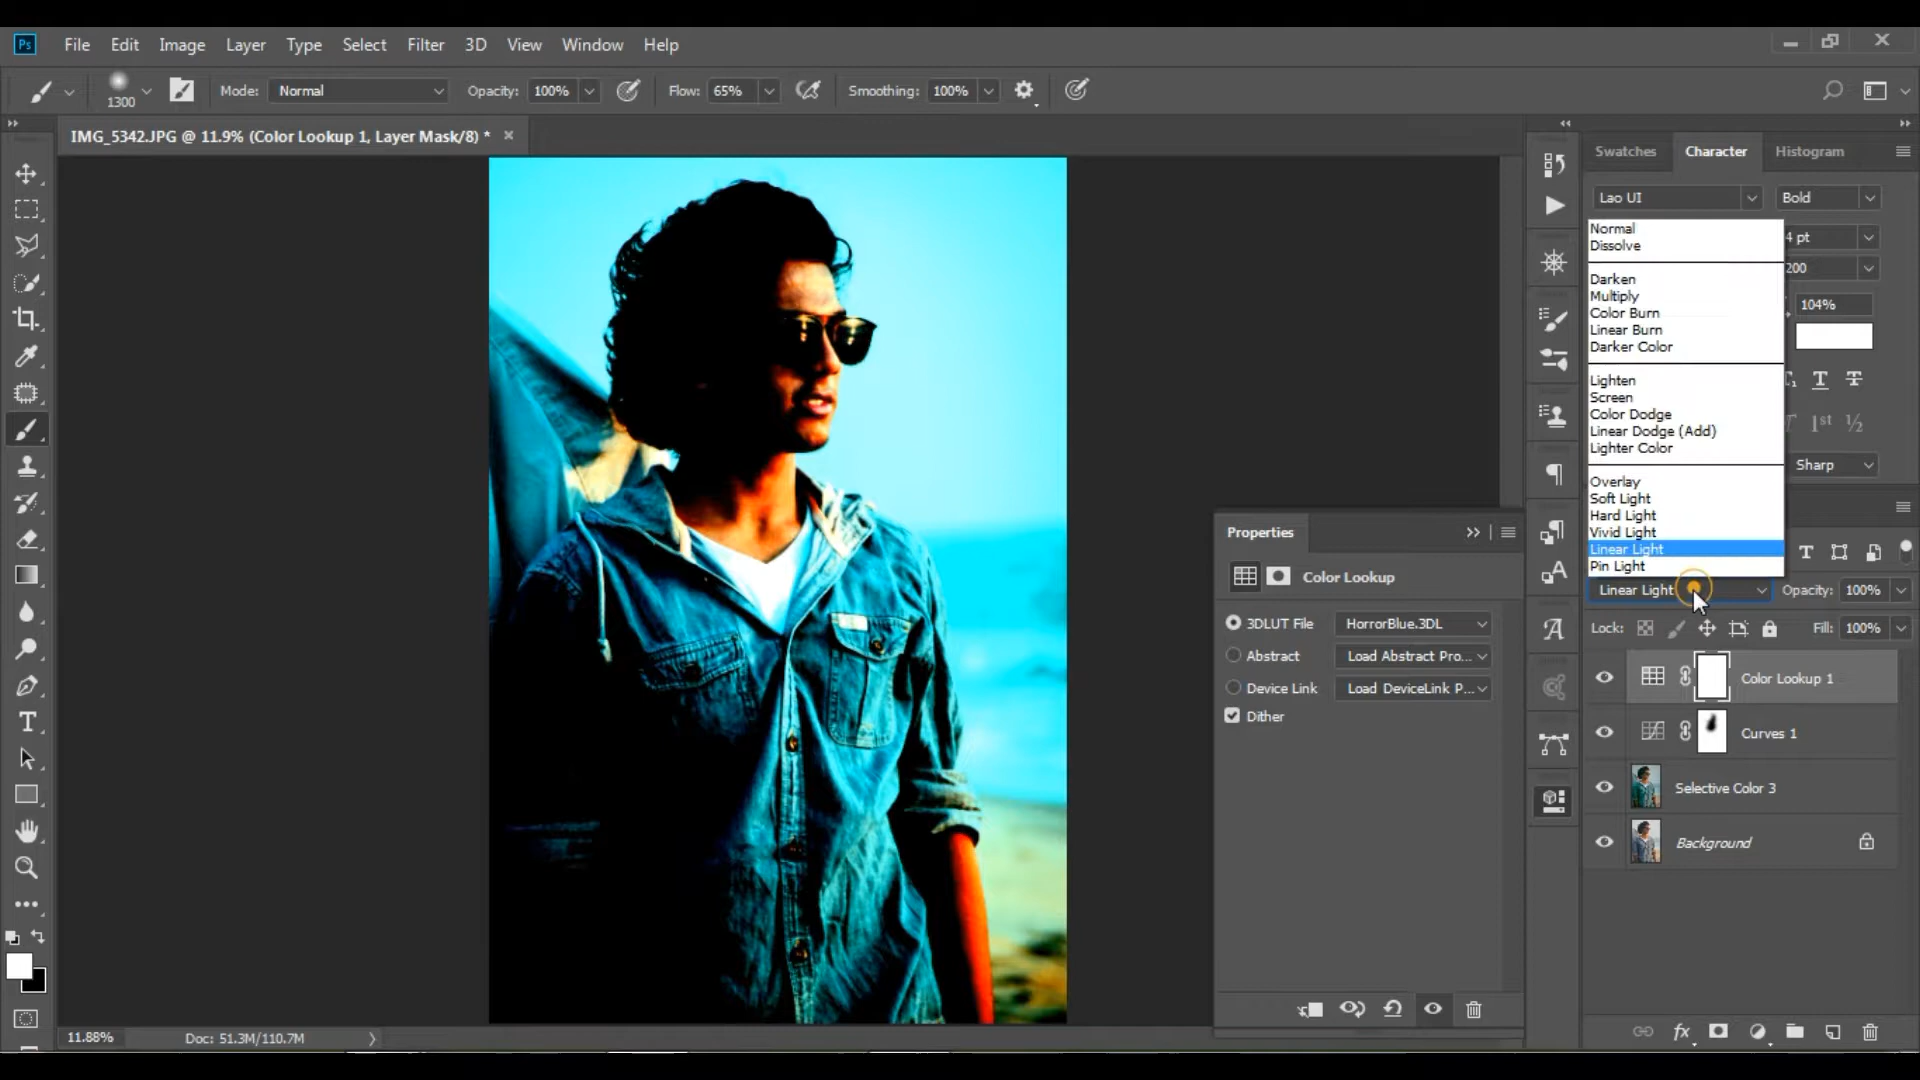 Ps File Edit Image Layer Type Select Filter 3D View Window Help
1300 Mode: Normal Opacity: 100% Flow: 65% Smoothing: 100%
IMG_5342.JPG @ 11.9% (Color Lookup 1, Layer Mask/8) * ×
Swatches Character Histogram
Lao UI Bold
Normal
Dissolve
4 pt
200
Darken
Multiply
104%
Color Burn
Linear Burn
Darker Color
Lighten
Screen
Color Dodge
Linear Dodge (Add)
1st ½
Lighter Color
Sharp
Overlay
Soft Light
Hard Light
Vivid Light
Linear Light
Pin Light
Linear Light Opacity: 100%
Lock: Fill: 100%
Properties
Color Lookup
3DLUT File HorrorBlue.3DL
Abstract Load Abstract Pro...
Device Link Load DeviceLink P...
Dither
Color Lookup 1
Curves 1
Selective Color 3
Background
fx
11.88% Doc: 51.3M/110.7M